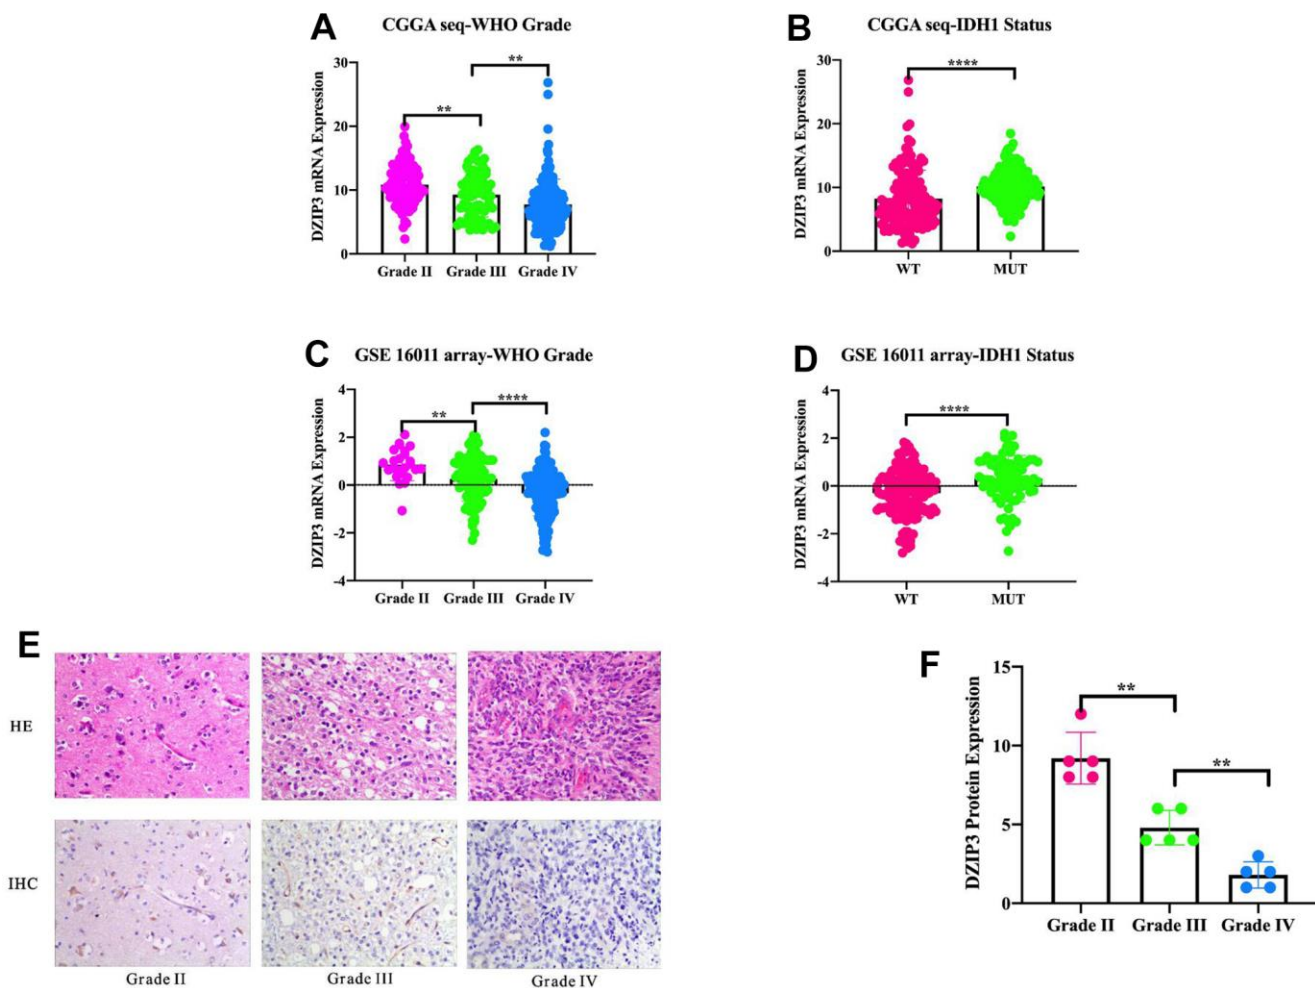 A
CGGA seq-WHO Grade
DZIP3 mRNA Expression
30
20
10
0
**
**
Grade II
Grade III
Grade IV
B
CGGA seq-IDH1 Status
DZIP3 mRNA Expression
30
20
10
0
****
WT
MUT
C
GSE 16011 array-WHO Grade
DZIP3 mRNA Expression
4
2
0
-2
-4
**
****
Grade II
Grade III
Grade IV
D
GSE 16011 array-IDH1 Status
DZIP3 mRNA Expression
4
2
0
-2
-4
****
WT
MUT
E
HE
IHC
Grade II
Grade III
Grade IV
F
DZIP3 Protein Expression
15
10
5
0
**
**
Grade II
Grade III
Grade IV